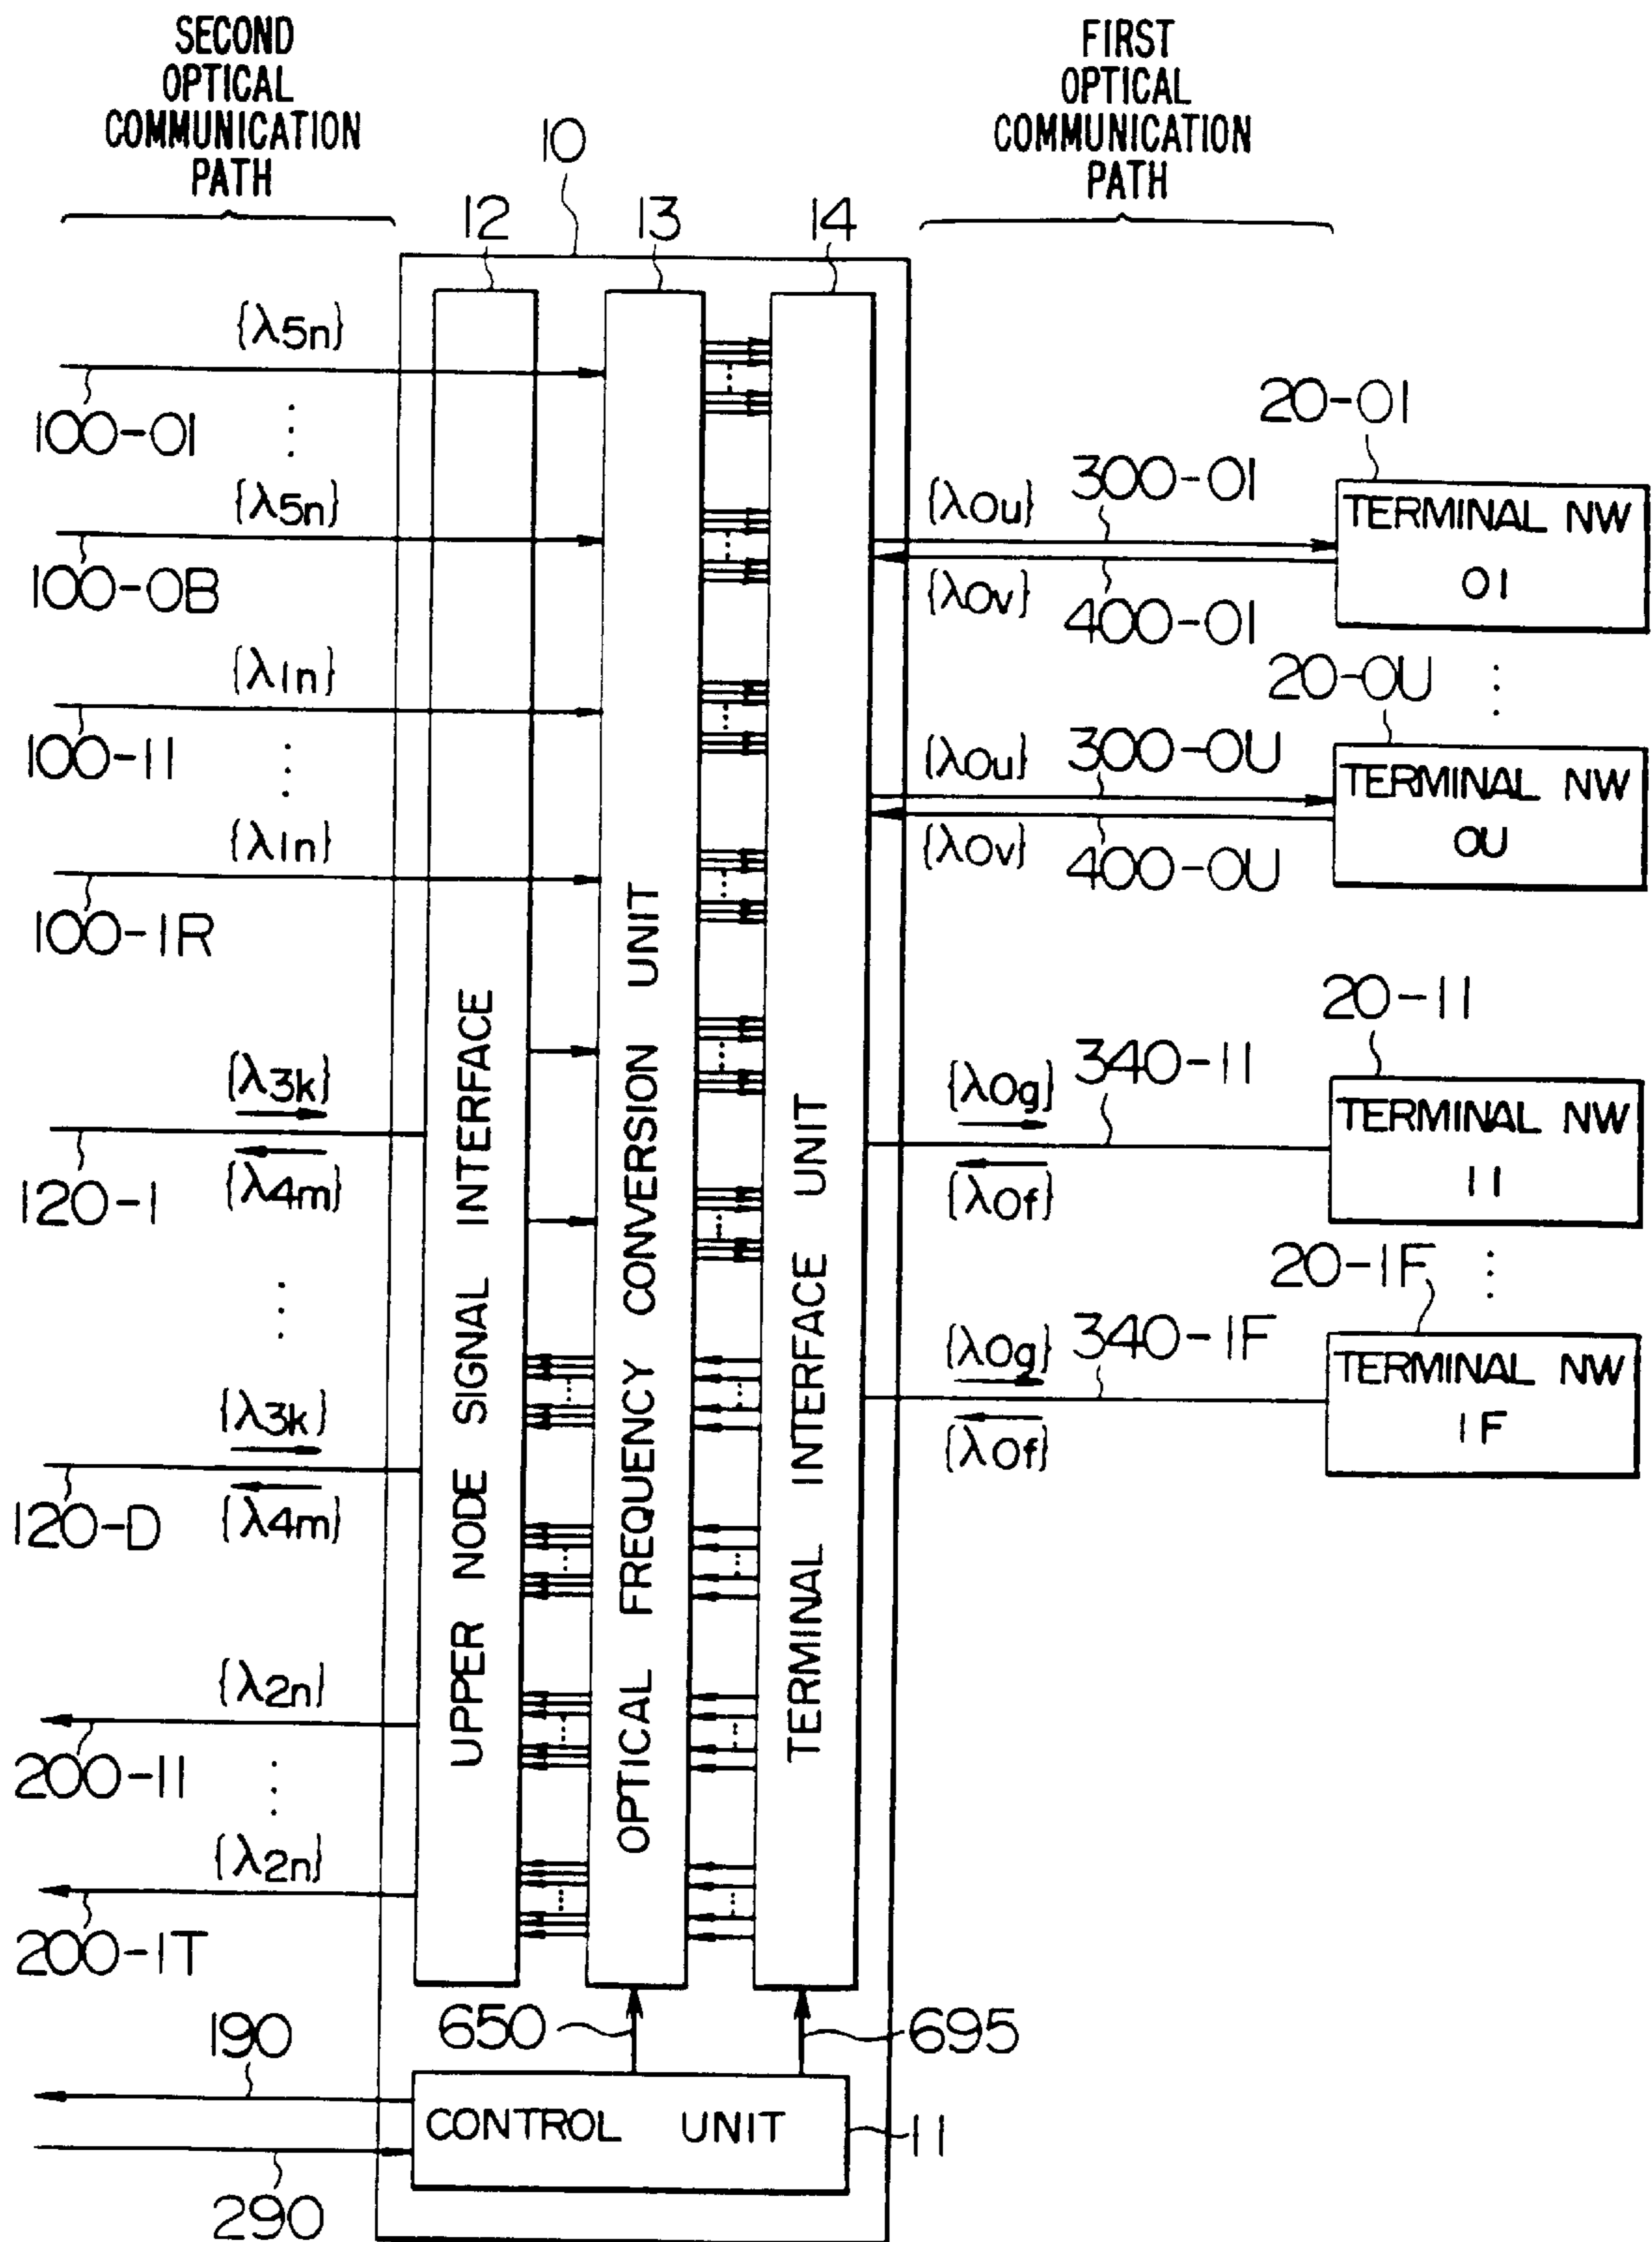 SECOND
OPTICAL
COMMUNICATION
PATH
FIRST
OPTICAL
COMMUNICATION
PATH
10
12
13
14
{λ5n}
100-01
{λ5n}
100-0B
{λ1n}
100-11
{λ1n}
100-1R
{λ3k}
{λ4m}
120-1
{λ3k}
{λ4m}
120-D
{λ2n}
200-11
{λ2n}
200-1T
190
290
UPPER NODE SIGNAL INTERFACE
OPTICAL FREQUENCY CONVERSION UNIT
TERMINAL INTERFACE UNIT
650
695
CONTROL UNIT
11
{λ0u}
300-01
{λ0v}
400-01
20-01
TERMINAL NW
01
{λ0u}
300-0U
{λ0v}
400-0U
20-0U
TERMINAL NW
0U
{λ0g}
340-11
{λ0f}
20-11
TERMINAL NW
11
{λ0g}
340-1F
{λ0f}
20-1F
TERMINAL NW
1F